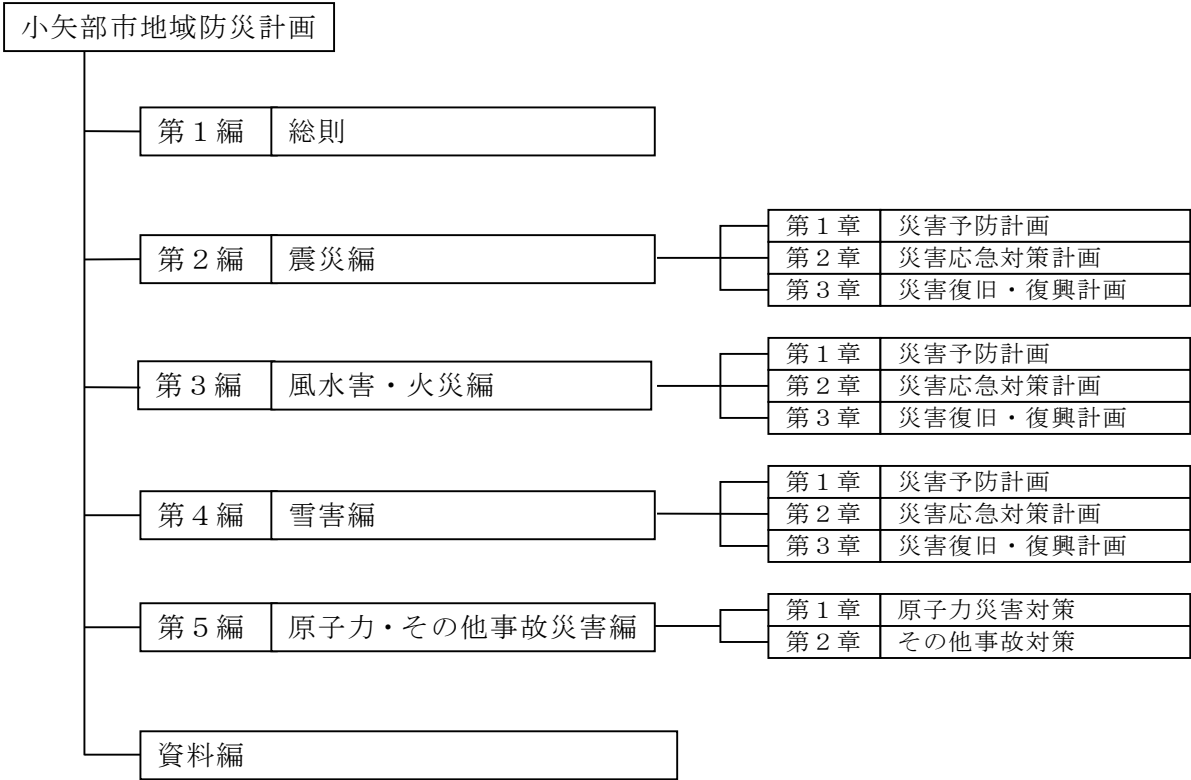 小矢部市地域防災計画
第１編 総則
第２編 震災編
第１章 災害予防計画
第２章 災害応急対策計画
第３章 災害復旧・復興計画
第３編 風水害・火災編
第１章 災害予防計画
第２章 災害応急対策計画
第３章 災害復旧・復興計画
第４編 雪害編
第１章 災害予防計画
第２章 災害応急対策計画
第３章 災害復旧・復興計画
第５編 原子力・その他事故災害編
第１章 原子力災害対策
第２章 その他事故対策
資料編